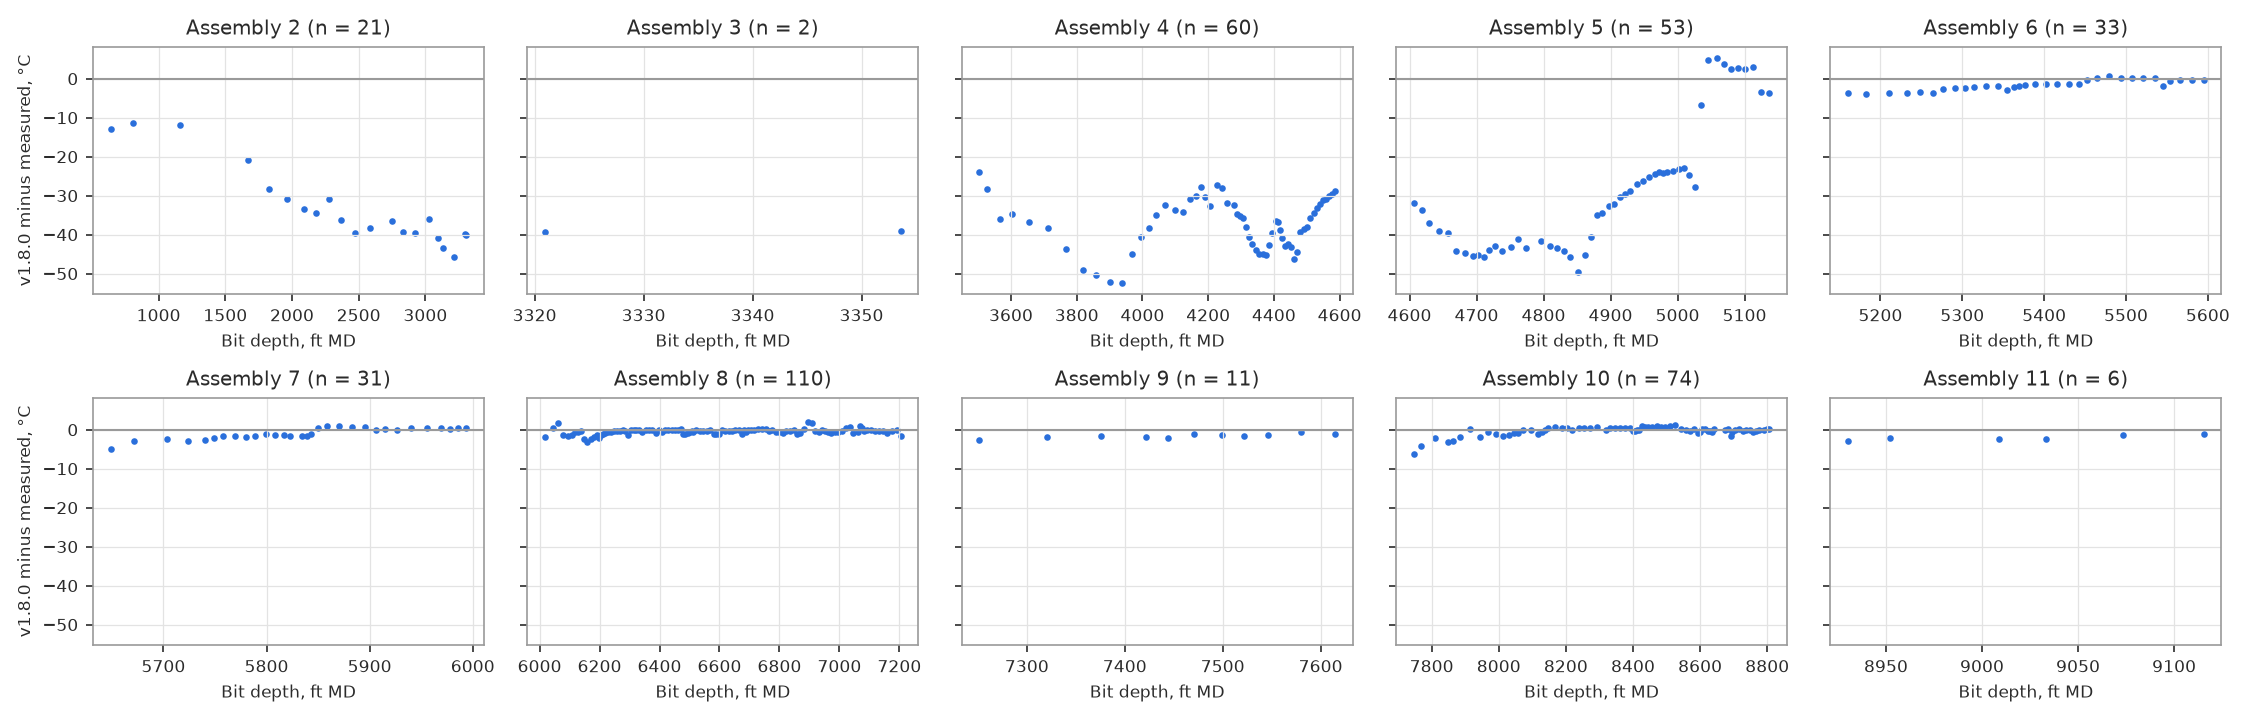 Assembly 2 (n = 21)
Assembly 3 (n = 2)
Assembly 4 (n = 60)
Assembly 5 (n = 53)
Assembly 6 (n = 33)
v1.8.0 minus measured, °C
0
−10
−20
−30
−40
−50
1000 1500 2000 2500 3000
3320 3330 3340 3350
3600 3800 4000 4200 4400 4600
4600 4700 4800 4900 5000 5100
5200 5300 5400 5500 5600
Bit depth, ft MD
Bit depth, ft MD
Bit depth, ft MD
Bit depth, ft MD
Bit depth, ft MD
Assembly 7 (n = 31)
Assembly 8 (n = 110)
Assembly 9 (n = 11)
Assembly 10 (n = 74)
Assembly 11 (n = 6)
v1.8.0 minus measured, °C
0
−10
−20
−30
−40
−50
5700 5800 5900 6000
6000 6200 6400 6600 6800 7000 7200
7300 7400 7500 7600
7800 8000 8200 8400 8600 8800
8950 9000 9050 9100
Bit depth, ft MD
Bit depth, ft MD
Bit depth, ft MD
Bit depth, ft MD
Bit depth, ft MD